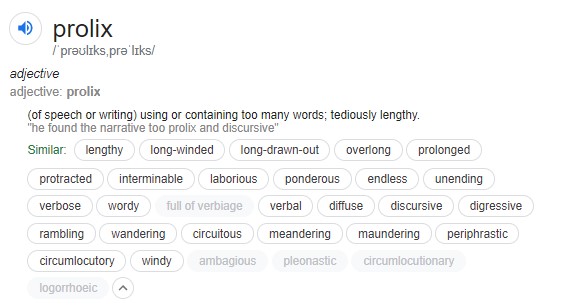 prolix
/ˈprəʊlɪks,prəˈlɪks/
adjective
adjective: prolix
(of speech or writing) using or containing too many words; tediously lengthy.
"he found the narrative too prolix and discursive"
Similar: lengthy long-winded long-drawn-out overlong prolonged
protracted interminable laborious ponderous endless unending
verbose wordy full of verbiage verbal diffuse discursive digressive
rambling wandering circuitous meandering maundering periphrastic
circumlocutory windy ambagious pleonastic circumlocutionary
logorrhoeic